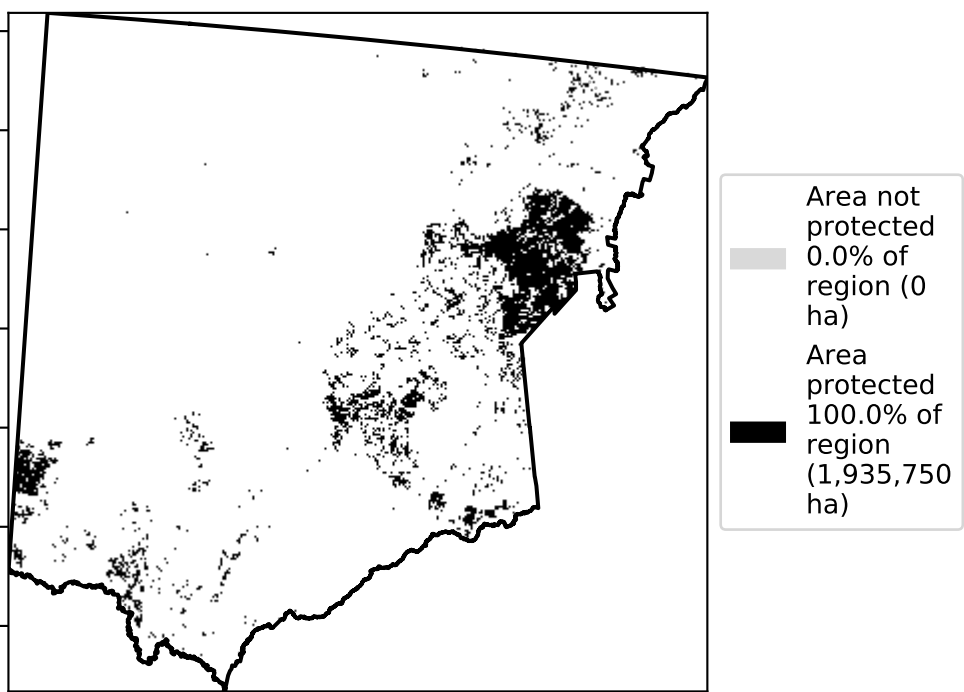 Area not
protected
0.0% of
region (0
ha)
Area
protected
100.0% of
region
(1,935,750
ha)